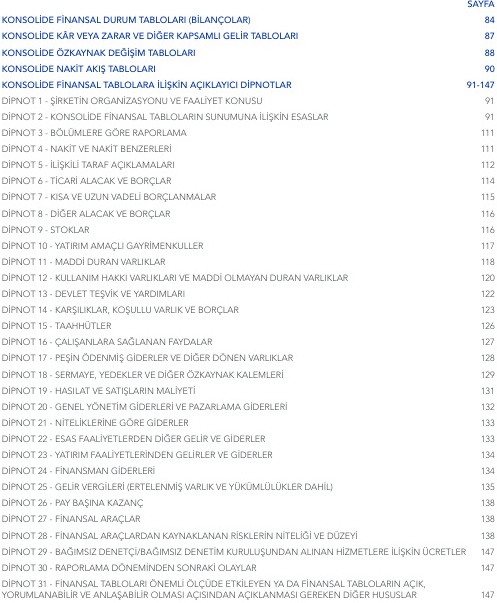 SAYFA
KONSOLİDE FİNANSAL DURUM TABLOLARI (BİLANÇOLAR) 84
KONSOLİDE KÂR VEYA ZARAR VE DİĞER KAPSAMLI GELİR TABLOLARI 87
KONSOLİDE ÖZKAYNAK DEĞİŞİM TABLOLARI 88
KONSOLİDE NAKİT AKIŞ TABLOLARI 90
KONSOLİDE FİNANSAL TABLOLARA İLİŞKİN AÇIKLAYICI DİPNOTLAR 91-147
DİPNOT 1 - ŞİRKETİN ORGANİZASYONU VE FAALİYET KONUSU 91
DİPNOT 2 - KONSOLİDE FİNANSAL TABLOLARIN SUNUMUNA İLİŞKİN ESASLAR 91
DİPNOT 3 - BÖLÜMLERE GÖRE RAPORLAMA 111
DİPNOT 4 - NAKİT VE NAKİT BENZERLERİ 111
DİPNOT 5 - İLİŞKİLİ TARAF AÇIKLAMALARI 112
DİPNOT 6 - TİCARİ ALACAK VE BORÇLAR 114
DİPNOT 7 - KISA VE UZUN VADELİ BORÇLANMALAR 115
DİPNOT 8 - DİĞER ALACAK VE BORÇLAR 116
DİPNOT 9 - STOKLAR 116
DİPNOT 10 - YATIRIM AMAÇLI GAYRİMENKULLER 117
DİPNOT 11 - MADDİ DURAN VARLIKLAR 118
DİPNOT 12 - KULLANIM HAKKI VARLIKLARI VE MADDİ OLMAYAN DURAN VARLIKLAR 120
DİPNOT 13 - DEVLET TEŞVİK VE YARDIMLARI 122
DİPNOT 14 - KARŞILIKLAR, KOŞULLU VARLIK VE BORÇLAR 123
DİPNOT 15 - TAAHHÜTLER 126
DİPNOT 16 - ÇALIŞANLARA SAĞLANAN FAYDALAR 127
DİPNOT 17 - PEŞİN ÖDENMİŞ GİDERLER VE DİĞER DÖNEN VARLIKLAR 128
DİPNOT 18 - SERMAYE, YEDEKLER VE DİĞER ÖZKAYNAK KALEMLERİ 129
DİPNOT 19 - HASILAT VE SATIŞLARIN MALİYETİ 131
DİPNOT 20 - GENEL YÖNETİM GİDERLERİ VE PAZARLAMA GİDERLERİ 132
DİPNOT 21 - NİTELİKLERİNE GÖRE GİDERLER 133
DİPNOT 22 - ESAS FAALİYETLERDEN DİĞER GELİR VE GİDERLER 133
DİPNOT 23 - YATIRIM FAALİYETLERİNDEN GELİRLER VE GİDERLER 134
DİPNOT 24 - FİNANSMAN GİDERLERİ 134
DİPNOT 25 - GELİR VERGİLERİ (ERTELENMİŞ VARLIK VE YÜKÜMLÜLÜKLER DAHİL) 135
DİPNOT 26 - PAY BAŞINA KAZANÇ 138
DİPNOT 27 - FİNANSAL ARAÇLAR 138
DİPNOT 28 - FİNANSAL ARAÇLARDAN KAYNAKLANAN RİSKLERİN NİTELİĞİ VE DÜZEYİ 138
DİPNOT 29 - BAĞIMSIZ DENETÇİ/BAĞIMSIZ DENETİM KURULUŞUNDAN ALINAN HİZMETLERE İLİŞKİN ÜCRETLER 147
DİPNOT 30 - RAPORLAMA DÖNEMİNDEN SONRAKİ OLAYLAR 147
DİPNOT 31 - FİNANSAL TABLOLARI ÖNEMLİ ÖLÇÜDE ETKİLEYEN YA DA FİNANSAL TABLOLARIN AÇIK,
YORUMLANABİLİR VE ANLAŞABİLİR OLMASI AÇISINDAN AÇIKLANMASI GEREKEN DİĞER HUSUSLAR 147